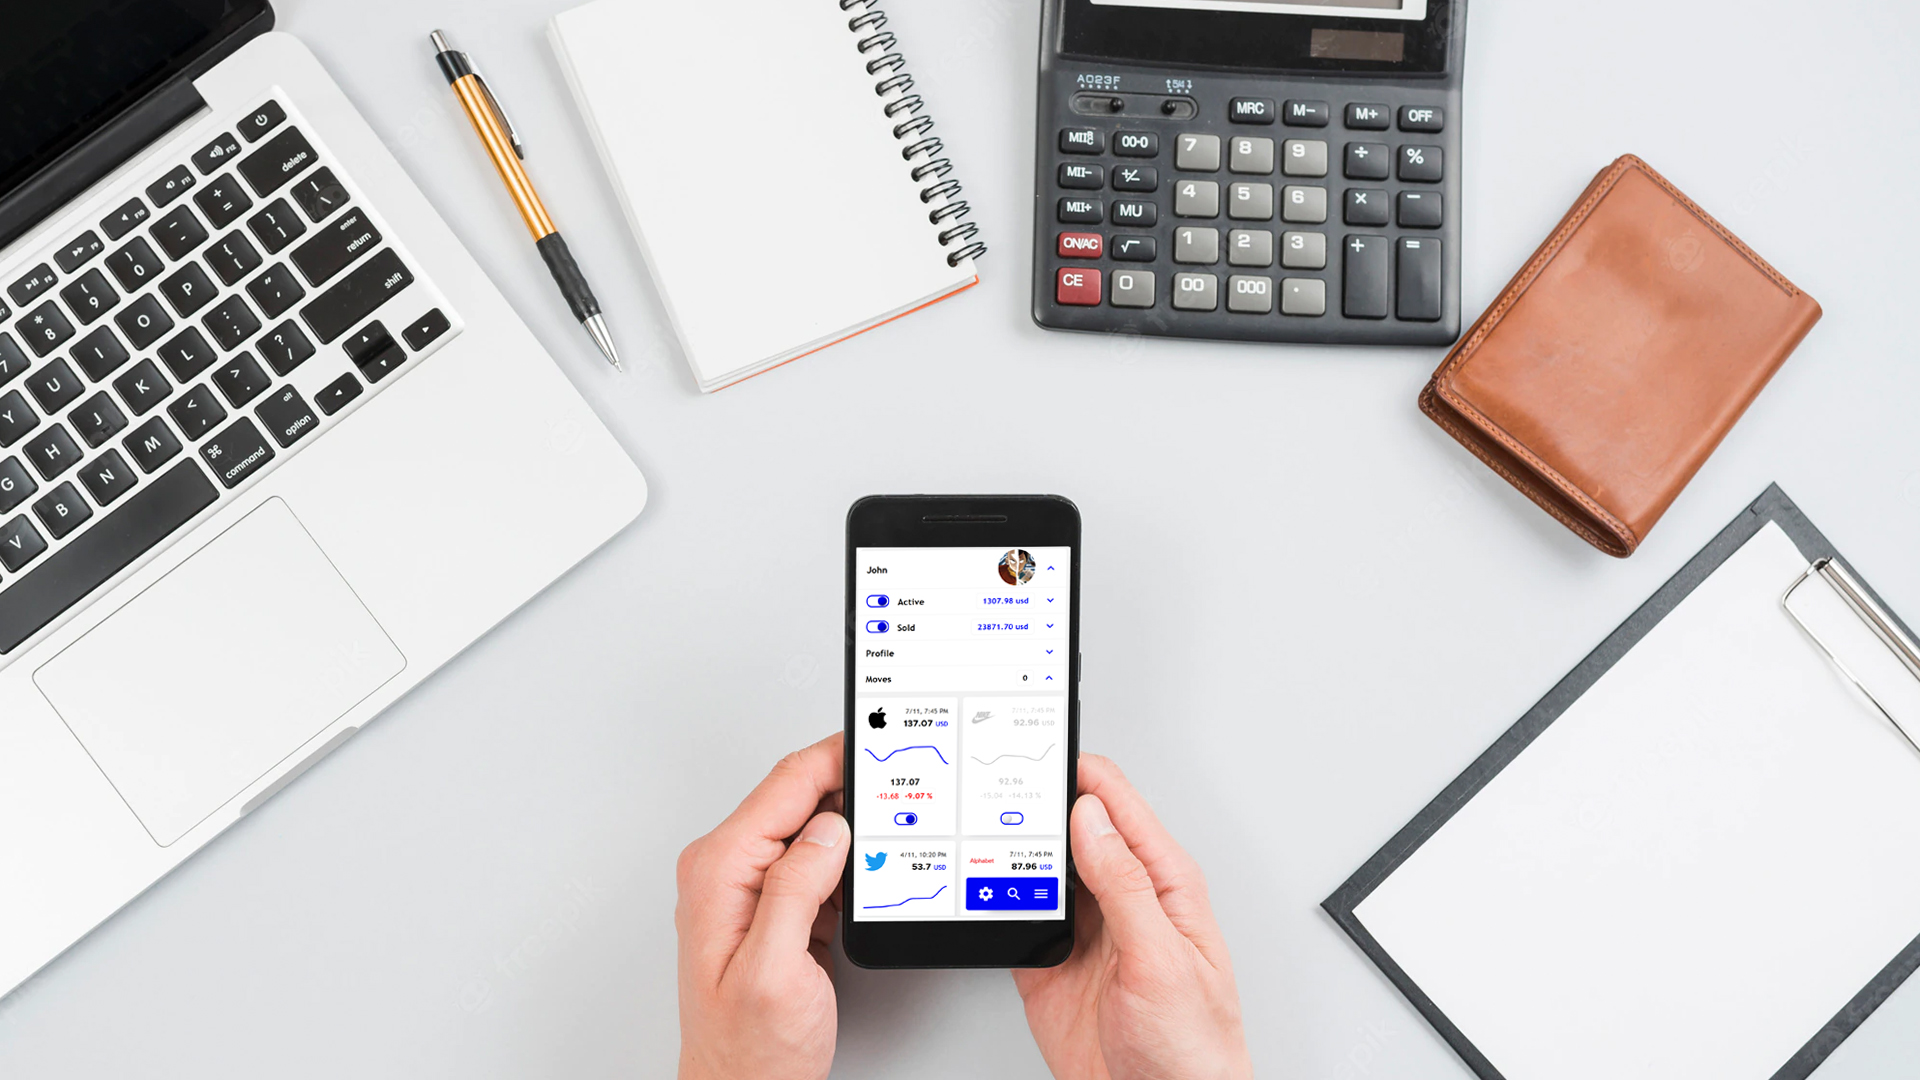 delete
enter
return
shift
alt
option
command
A023F
MRC
M−
M+
OFF
00·0
7
8
9
÷
%
MII−
+/−
4
5
6
×
−
MII+
MU
ON/AC
√
1
2
3
+
=
CE
0
00
000
·
John
Active
1307.98 usd
Sold
23871.70 usd
Profile
Moves
0
7/11, 7:45 PM
137.07 USD
137.07
-13.68 -9.07 %
7/11, 7:45 PM
92.96 USD
92.96
-15.04 -14.13 %
4/11, 10:20 PM
53.7 USD
Alphabet
7/11, 7:45 PM
87.96 USD
freepik